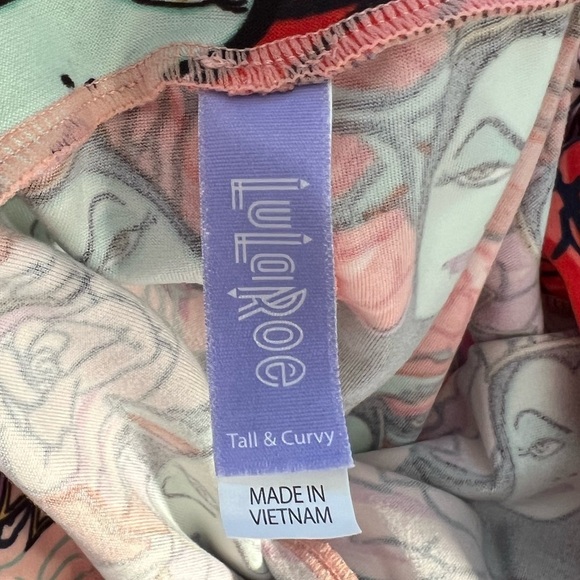 LuLaRoe
Tall & Curvy
MADE IN
VIETNAM